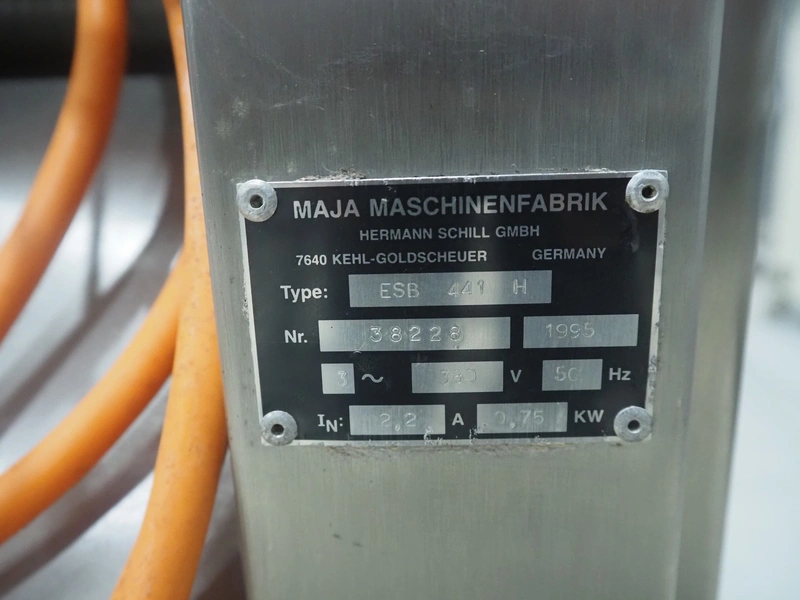 MAJA MASCHINENFABRIK
HERMANN SCHILL GMBH
7640 KEHL-GOLDSCHEUER GERMANY
Type: ESB 441 H
Nr. 38228 1995
3 ~ 380 V 50 Hz
IN: 2,2 A 0,75 KW